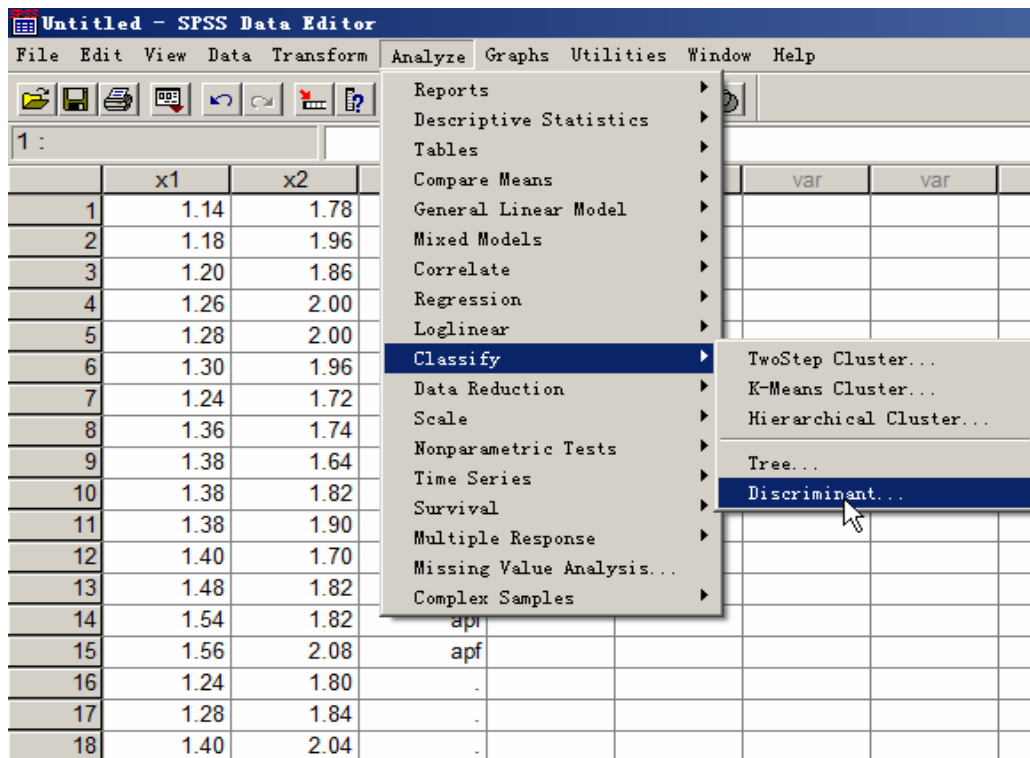 Untitled - SPSS Data Editor
File Edit View Data Transform Analyze Graphs Utilities Window Help
1 :
x1 x2 var var
1 1.14 1.78
2 1.18 1.96
3 1.20 1.86
4 1.26 2.00
5 1.28 2.00
6 1.30 1.96
7 1.24 1.72
8 1.36 1.74
9 1.38 1.64
10 1.38 1.82
11 1.38 1.90
12 1.40 1.70
13 1.48 1.82
14 1.54 1.82 apf
15 1.56 2.08 apf
16 1.24 1.80 .
17 1.28 1.84 .
18 1.40 2.04 .
Reports
Descriptive Statistics
Tables
Compare Means
General Linear Model
Mixed Models
Correlate
Regression
Loglinear
Classify
Data Reduction
Scale
Nonparametric Tests
Time Series
Survival
Multiple Response
Missing Value Analysis...
Complex Samples
TwoStep Cluster...
K-Means Cluster...
Hierarchical Cluster...
Tree...
Discriminant...